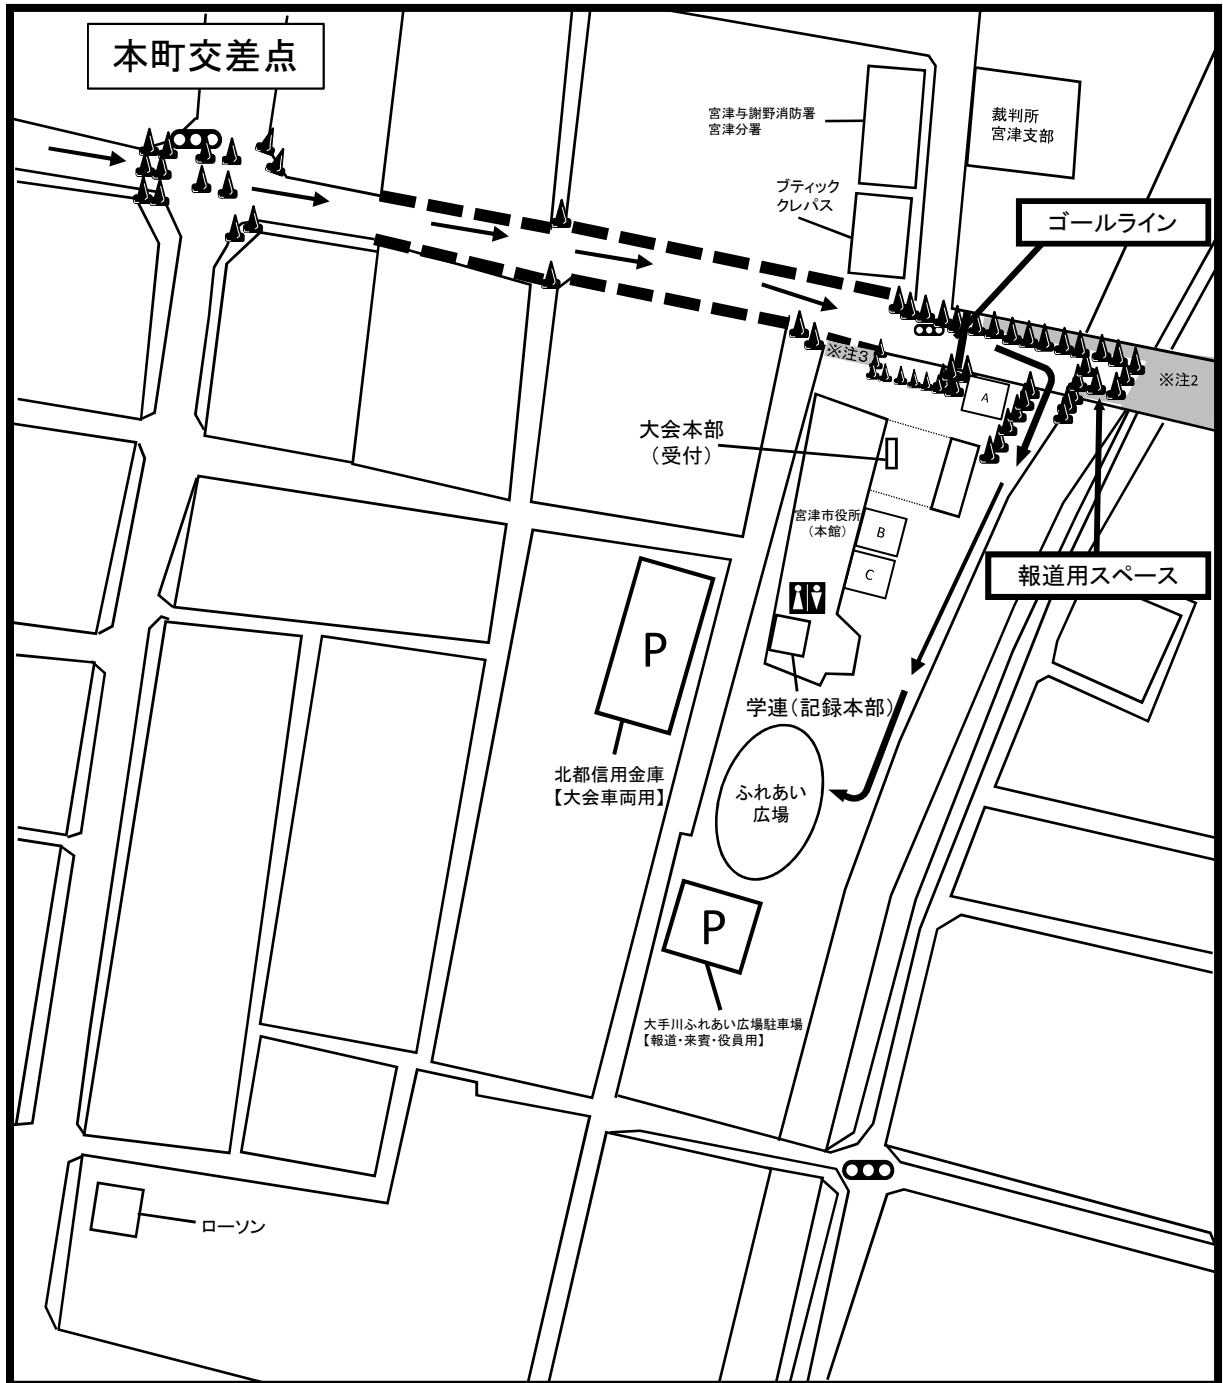 本町交差点
宮津与謝野消防署
宮津分署
裁判所
宮津支部
ブティック
クレパス
ゴールライン
※注3
※注2
A
大会本部
（受付）
宮津市役所
（本館）
B
C
報道用スペース
P
学連（記録本部）
北都信用金庫
【大会車両用】
ふれあい
広場
P
大手川ふれあい広場駐車場
【報道・来賓・役員用】
ローソン